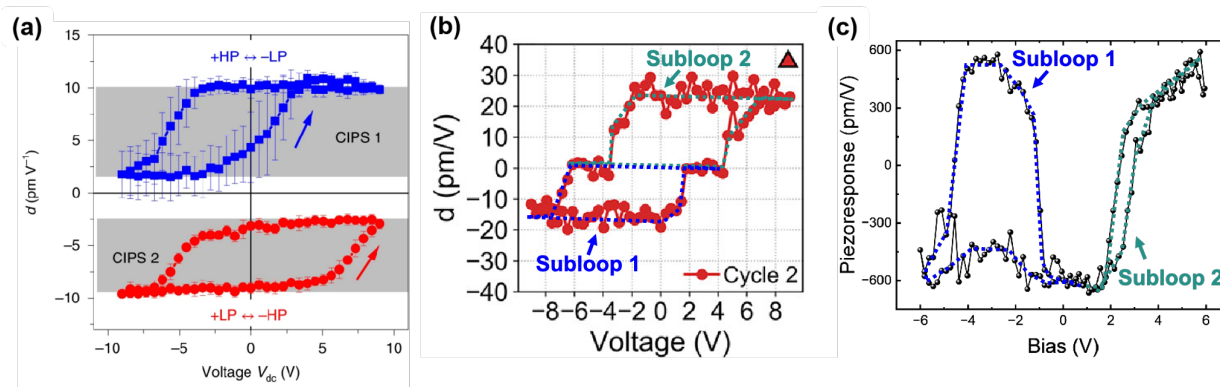 (a)
15
10
5
0
−5
−10
d (pm V⁻¹)
+HP ↔ −LP
CIPS 1
CIPS 2
+LP ↔ −HP
−10
−5
0
5
10
Voltage V_dc (V)
(b)
40
30
20
10
0
−10
−20
−30
−40
d (pm/V)
Subloop 2
Subloop 1
Cycle 2
−8 −6 −4 −2 0 2 4 6 8
Voltage (V)
(c)
600
300
0
−300
−600
Piezoresponse (pm/V)
Subloop 1
Subloop 2
−6 −4 −2 0 2 4 6
Bias (V)